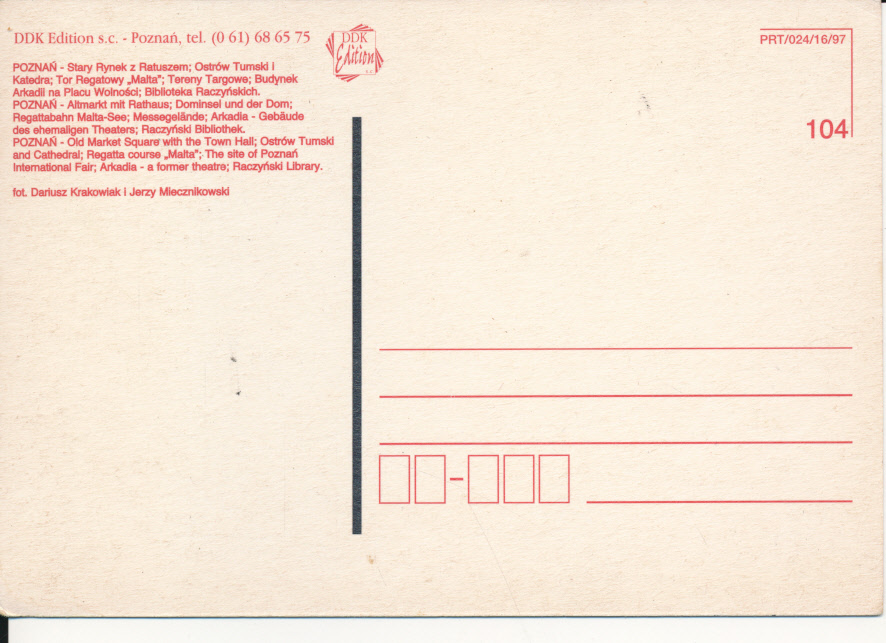 DDK Edition s.c. - Poznań, tel. (0 61) 68 65 75
DDK
Edition
s.c.
POZNAŃ - Stary Rynek z Ratuszem; Ostrów Tumski i
Katedra; Tor Regatowy „Malta"; Tereny Targowe; Budynek
Arkadii na Placu Wolności; Biblioteka Raczyńskich.
POZNAŃ - Altmarkt mit Rathaus; Dominsel und der Dom;
Regattabahn Malta-See; Messegelände; Arkadia - Gebäude
des ehemaligen Theaters; Raczyński Bibliothek.
POZNAŃ - Old Market Square with the Town Hall; Ostrów Tumski
and Cathedral; Regatta course „Malta"; The site of Poznań
International Fair; Arkadia - a former theatre; Raczyński Library.
fot. Dariusz Krakowiak i Jerzy Miecznikowski
PRT/024/16/97
104